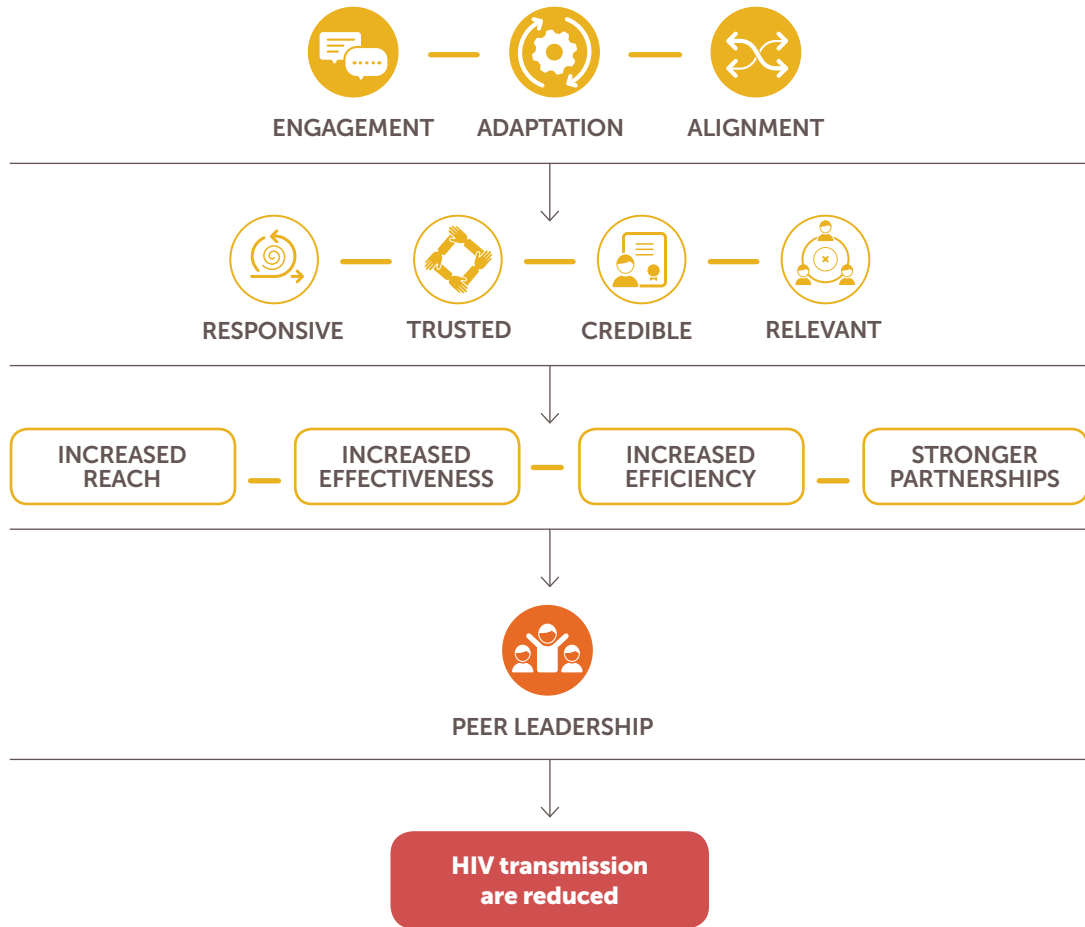 ENGAGEMENT ADAPTATION ALIGNMENT
RESPONSIVE TRUSTED CREDIBLE RELEVANT
INCREASED
REACH
INCREASED
EFFECTIVENESS
INCREASED
EFFICIENCY
STRONGER
PARTNERSHIPS
PEER LEADERSHIP
HIV transmission
are reduced